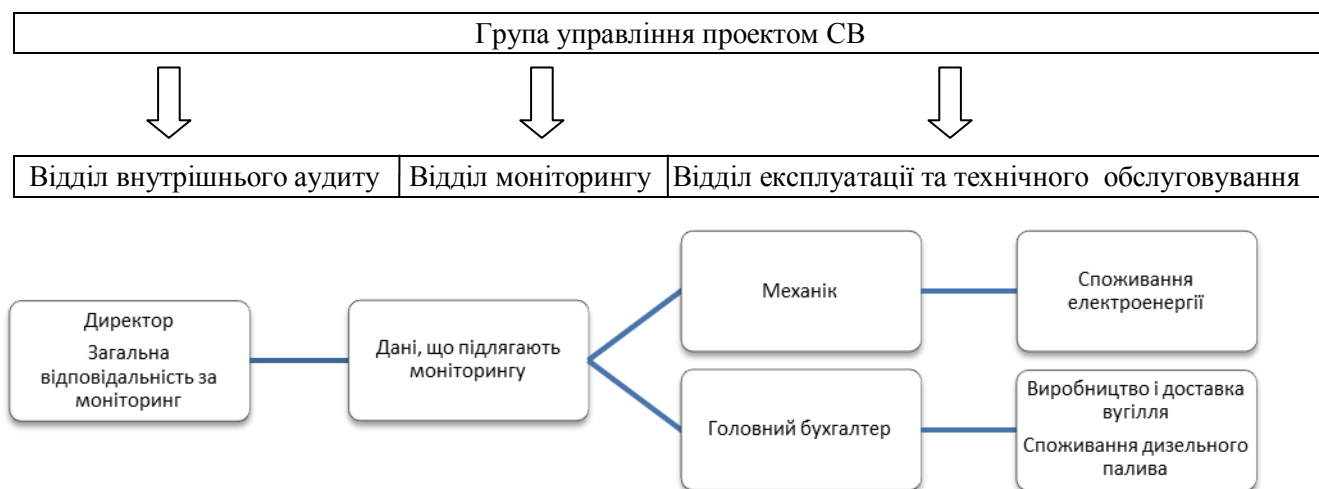 Група управління проектом СВ
Відділ внутрішнього аудиту
Відділ моніторингу
Відділ експлуатації та технічного обслуговування
Директор
Загальна
відповідальність за
моніторинг
Дані, що підлягають
моніторингу
Механік
Споживання
електроенергії
Головний бухгалтер
Виробництво і доставка
вугілля
Споживання дизельного
палива